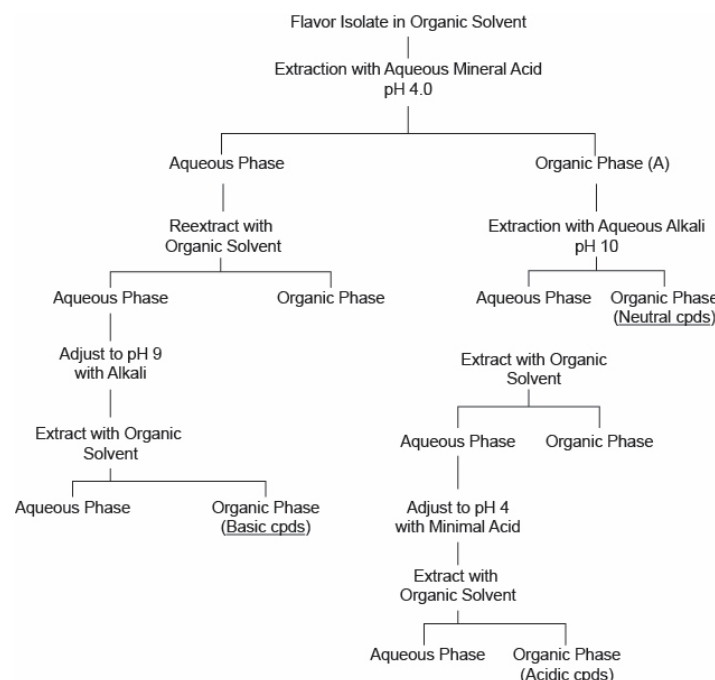 Flavor Isolate in Organic Solvent
Extraction with Aqueous Mineral Acid
pH 4.0
Aqueous Phase
Organic Phase (A)
Reextract with
Organic Solvent
Extraction with Aqueous Alkali
pH 10
Aqueous Phase
Organic Phase
Aqueous Phase
Organic Phase
(Neutral cpds)
Adjust to pH 9
with Alkali
Extract with Organic
Solvent
Extract with Organic
Solvent
Aqueous Phase
Organic Phase
Aqueous Phase
Organic Phase
(Basic cpds)
Adjust to pH 4
with Minimal Acid
Extract with
Organic Solvent
Aqueous Phase
Organic Phase
(Acidic cpds)